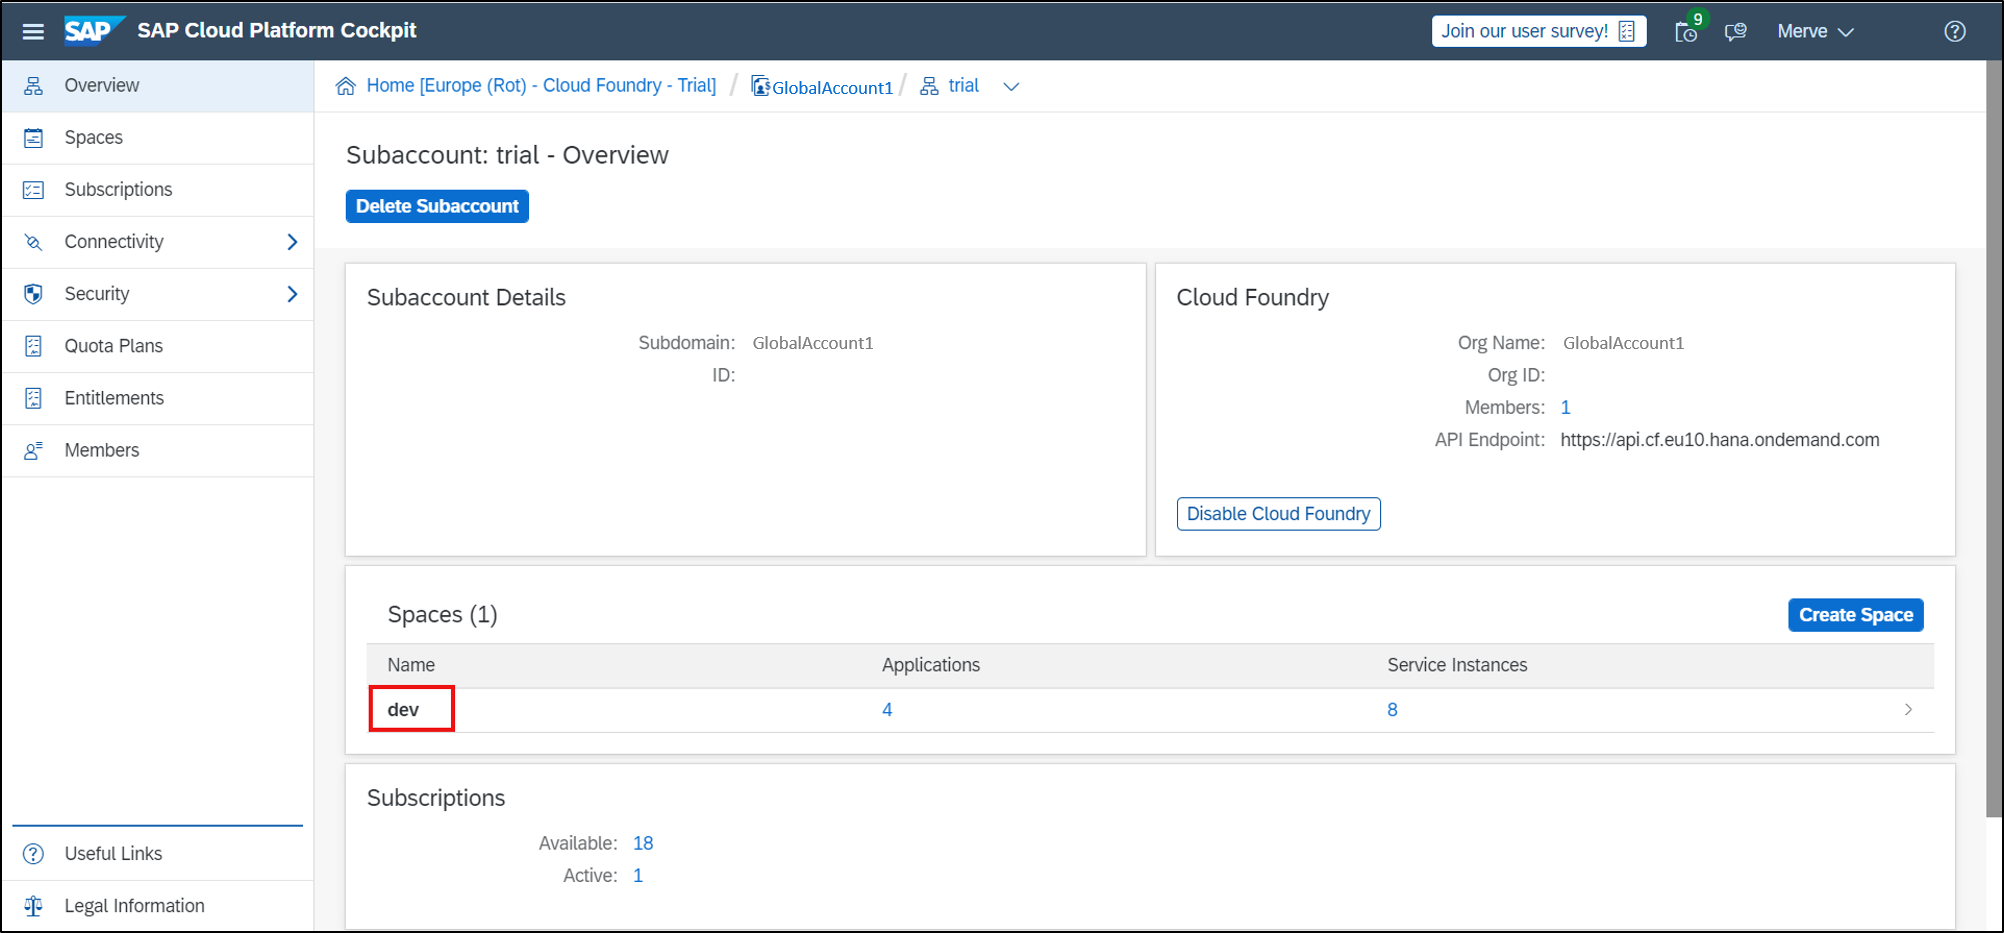 SAP SAP Cloud Platform Cockpit Join our user survey! 9 Merve
Overview
Spaces
Subscriptions
Connectivity
Security
Quota Plans
Entitlements
Members
Useful Links
Legal Information
Home [Europe (Rot) - Cloud Foundry - Trial] / GlobalAccount1 / trial
Subaccount: trial - Overview
Delete Subaccount
Subaccount Details
Subdomain: GlobalAccount1
ID:
Cloud Foundry
Org Name: GlobalAccount1
Org ID:
Members: 1
API Endpoint: https://api.cf.eu10.hana.ondemand.com
Disable Cloud Foundry
Spaces (1) Create Space
Name Applications Service Instances
dev 4 8
Subscriptions
Available: 18
Active: 1